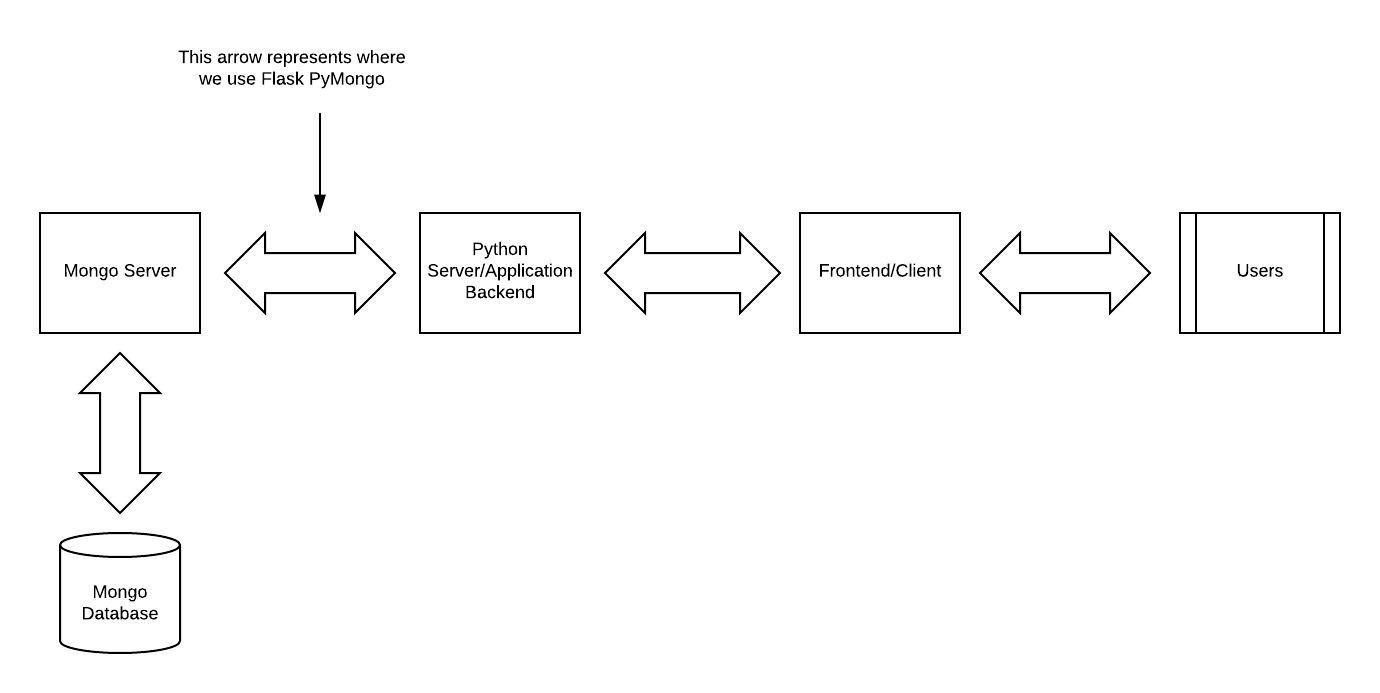 This arrow represents where
we use Flask PyMongo
Mongo Server
Python
Server/Application
Backend
Frontend/Client
Users
Mongo
Database